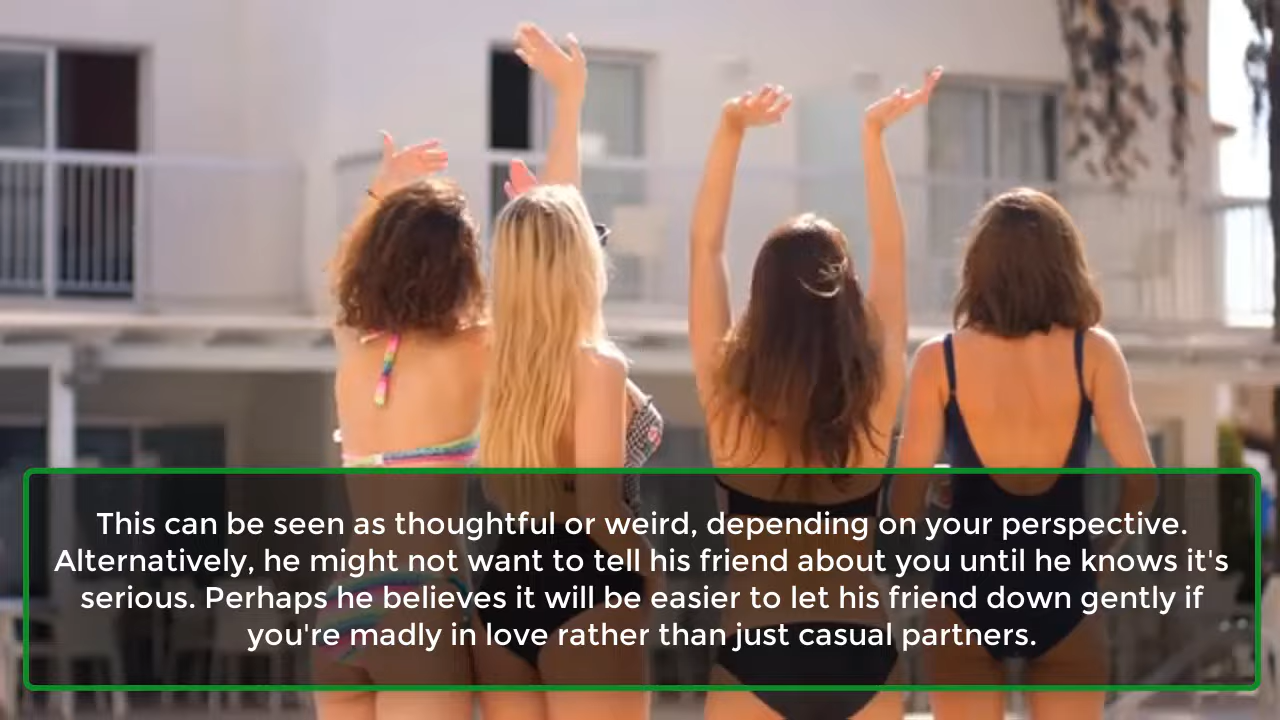 This can be seen as thoughtful or weird, depending on your perspective.
Alternatively, he might not want to tell his friend about you until he knows it's
serious. Perhaps he believes it will be easier to let his friend down gently if
you're madly in love rather than just casual partners.